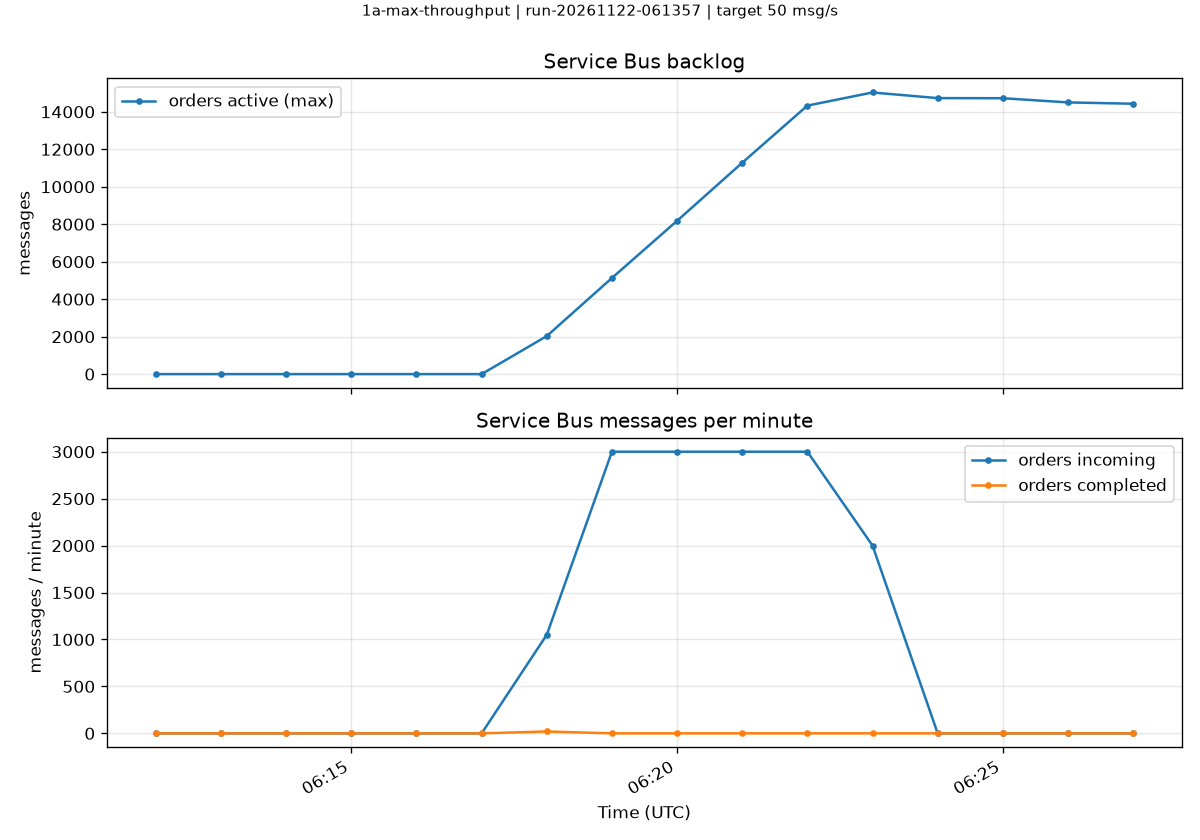 1a-max-throughput | run-20261122-061357 | target 50 msg/s
Service Bus backlog
orders active (max)
14000
12000
10000
8000
6000
4000
2000
0
messages
Service Bus messages per minute
orders incoming
orders completed
3000
2500
2000
1500
1000
500
0
messages / minute
06:15
06:20
06:25
Time (UTC)